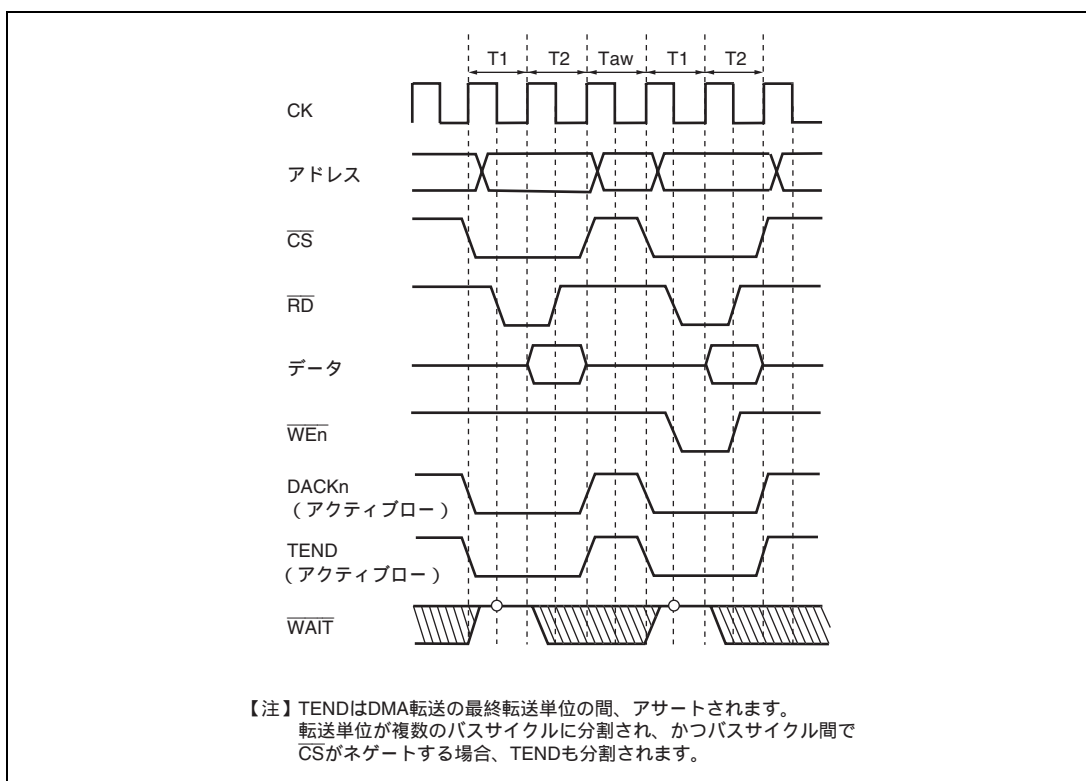 T1 T2 Taw T1 T2
CK
アドレス
CS
RD
データ
WEn
DACKn
(アクティブロー)
TEND
(アクティブロー)
WAIT
【注】TENDはDMA転送の最終転送単位の間、アサートされます。
転送単位が複数のバスサイクルに分割され、かつバスサイクル間で
CSがネゲートする場合、TENDも分割されます。